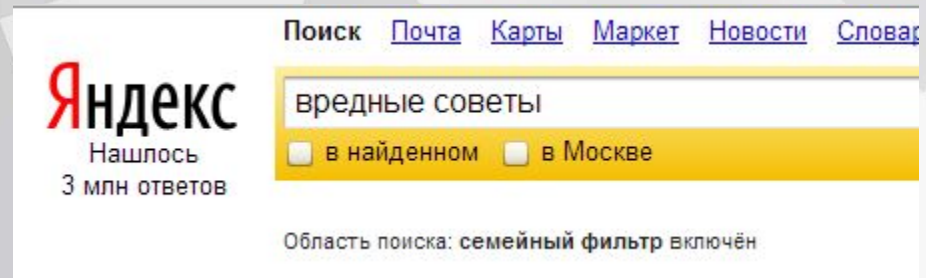 Поиск Почта Карты Маркет Новости Словар
Яндекс
вредные советы
Нашлось
3 млн ответов
в найденном в Москве
Область поиска: семейный фильтр включён